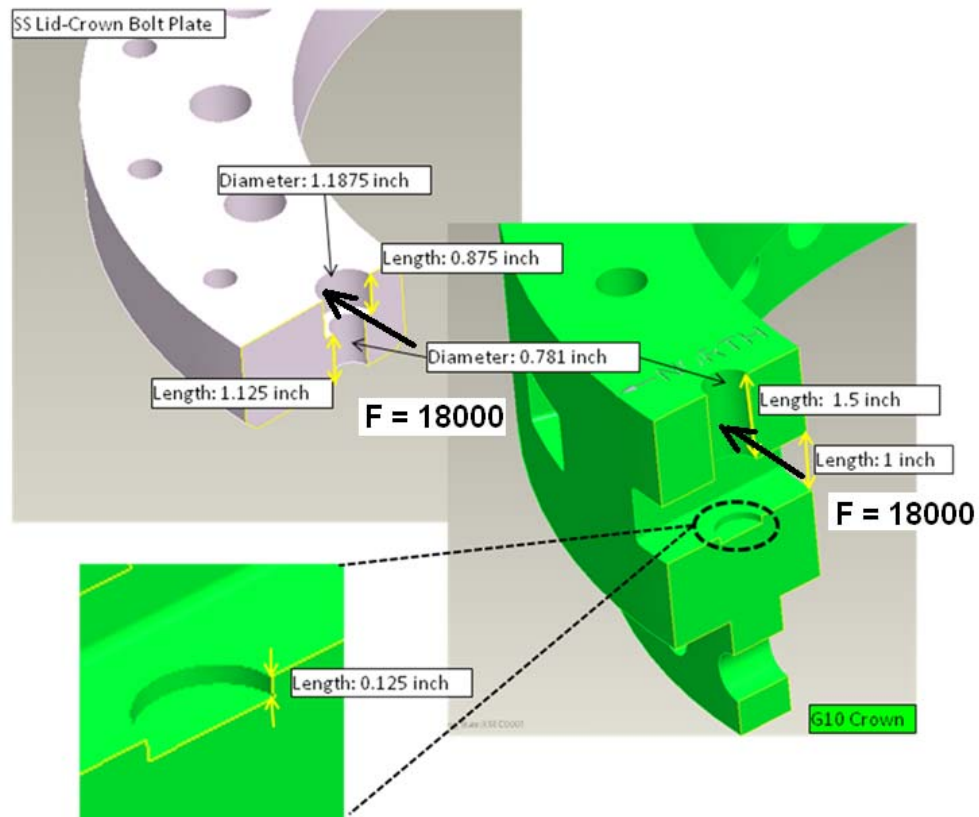 SS Lid-Crown Bolt Plate
Diameter: 1.1875 inch
Length: 0.875 inch
Diameter: 0.781 inch
Length: 1.125 inch
F = 18000
Length: 1.5 inch
Length: 1 inch
F = 18000
Length: 0.125 inch
G10 Crown